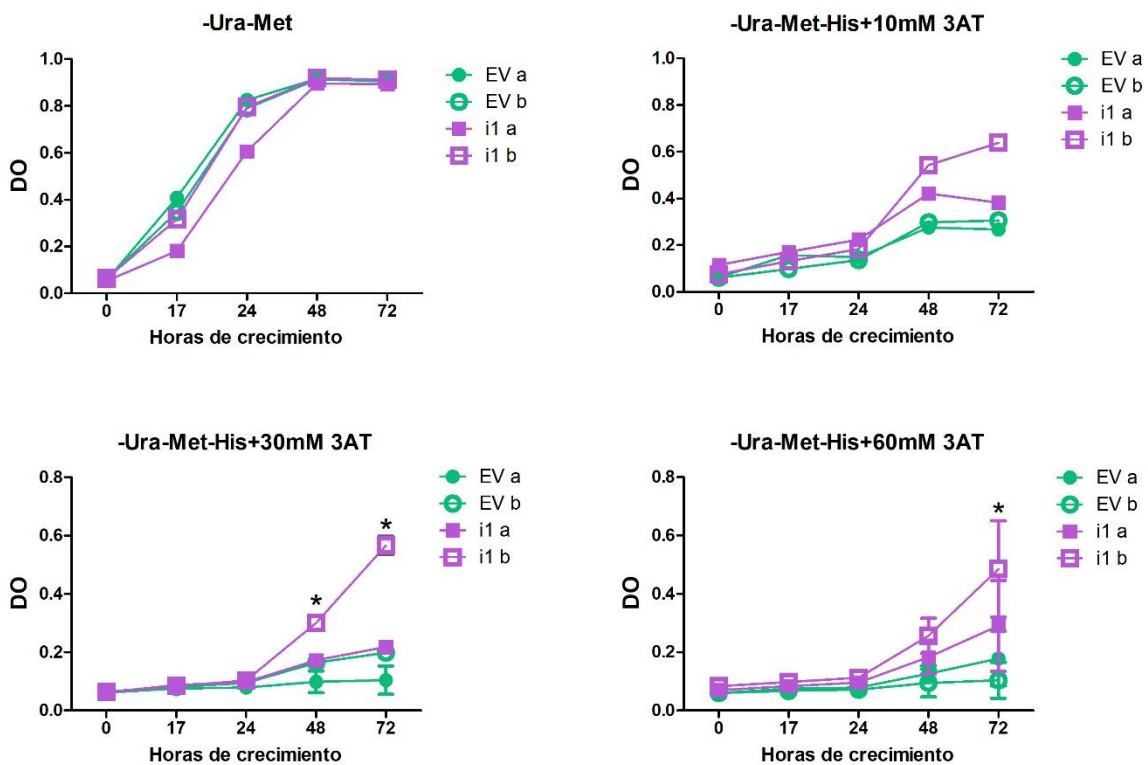 -Ura-Met
1.0
0.8
0.6
0.4
0.2
0.0
DO
0 17 24 48 72
Horas de crecimiento
EV a
EV b
i1 a
i1 b
-Ura-Met-His+10mM 3AT
1.0
0.8
0.6
0.4
0.2
0.0
DO
0 17 24 48 72
Horas de crecimiento
EV a
EV b
i1 a
i1 b
-Ura-Met-His+30mM 3AT
0.8
0.6
0.4
0.2
0.0
DO
*
*
0 17 24 48 72
Horas de crecimiento
EV a
EV b
i1 a
i1 b
-Ura-Met-His+60mM 3AT
0.8
0.6
0.4
0.2
0.0
DO
*
0 17 24 48 72
Horas de crecimiento
EV a
EV b
i1 a
i1 b